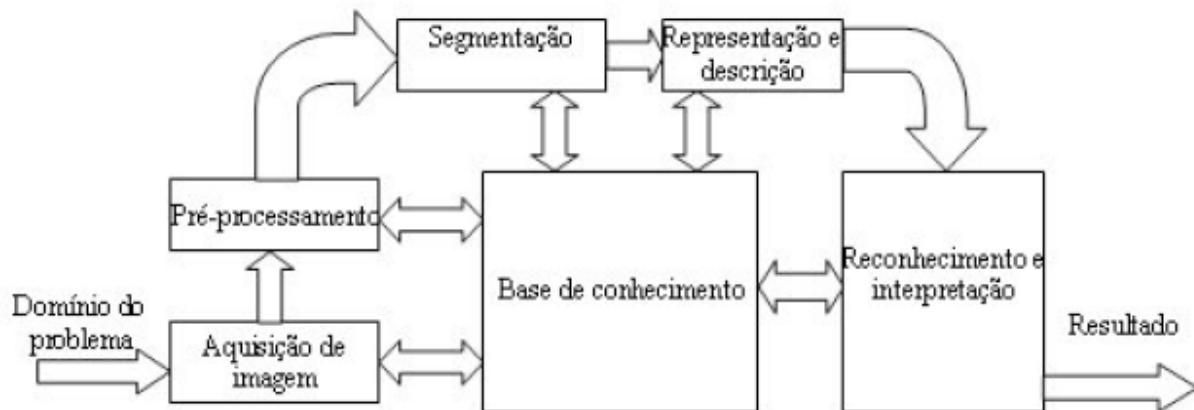 Segmentação
Representação e
descrição
Pré-processamento
Base de conhecimento
Reconhecimento e
interpretação
Domínio do
problema
Aquisição de
imagem
Resultado